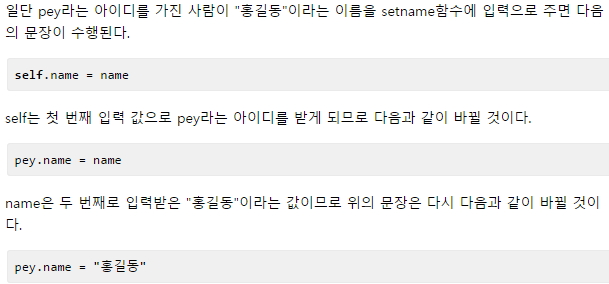 일단 pey라는 아이디를 가진 사람이 "홍길동"이라는 이름을 setname함수에 입력으로 주면 다음
의 문장이 수행된다.
self.name = name
self는 첫 번째 입력 값으로 pey라는 아이디를 받게 되므로 다음과 같이 바뀔 것이다.
pey.name = name
name은 두 번째로 입력받은 "홍길동"이라는 값이므로 위의 문장은 다시 다음과 같이 바뀔 것이
다.
pey.name = "홍길동"